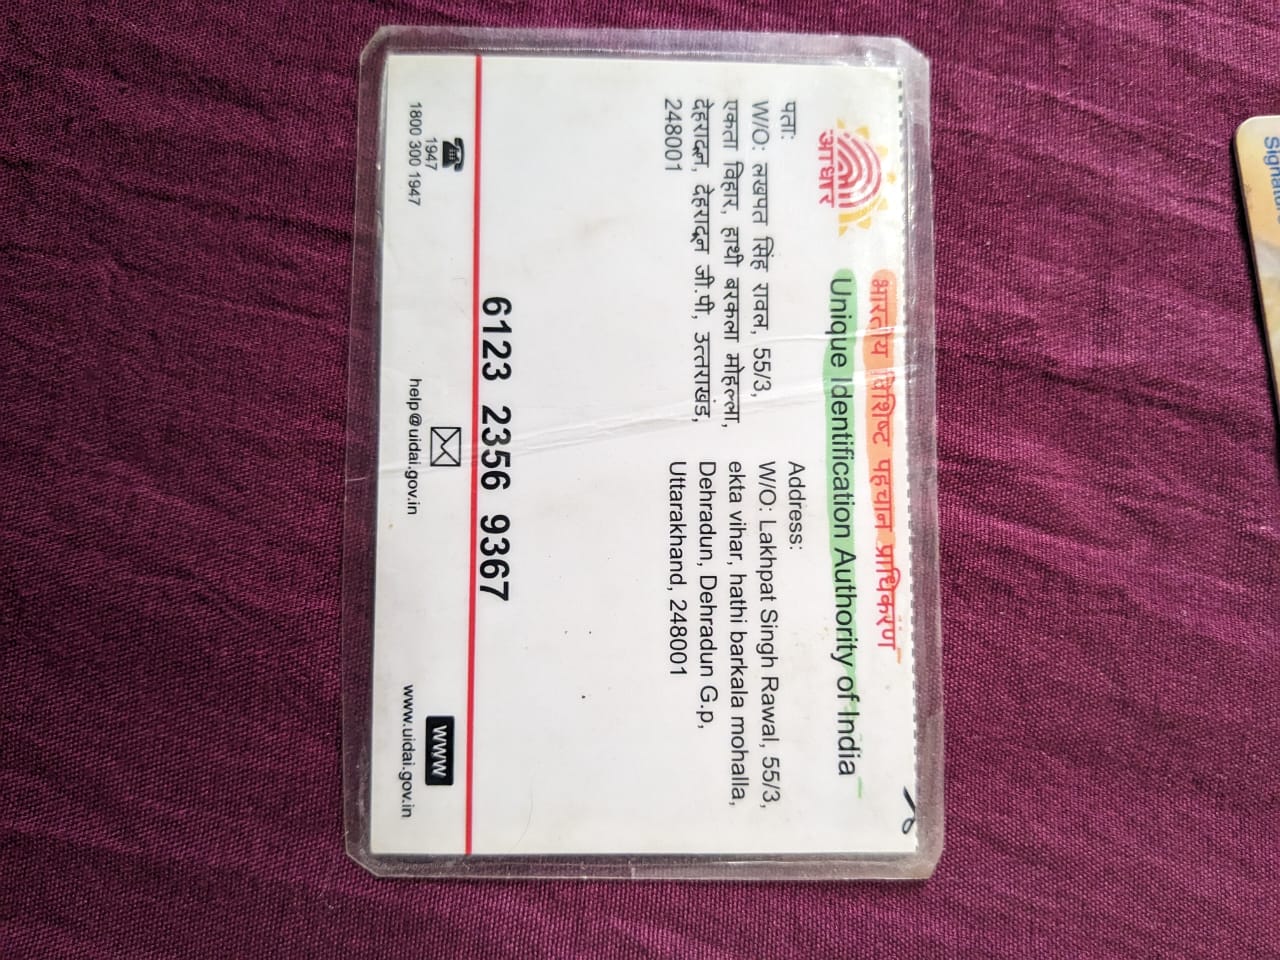 भारतीय विशिष्ट पहचान प्राधिकरण
Unique Identification Authority of India
आधार
पता:
W/O: लखपत सिंह रावल, 55/3,
एकता विहार, हाथी बरकला मोहल्ला,
देहरादून, देहरादून जी.पी, उत्तराखंड,
248001
Address:
W/O: Lakhpat Singh Rawal, 55/3,
ekta vihar, hathi barkala mohalla,
Dehradun, Dehradun G.p,
Uttarakhand, 248001
6123 2356 9367
1947
1800 300 1947
help@uidai.gov.in
WWW
www.uidai.gov.in